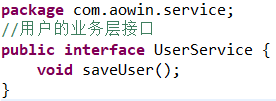 package com.aowin.service;
//用户的业务层接口
public interface UserService {
    void saveUser();
}